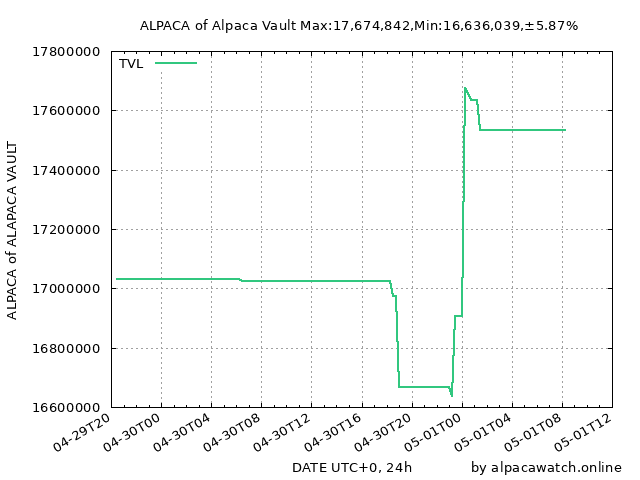 ALPACA of Alpaca Vault Max:17,674,842,Min:16,636,039,±5.87%
TVL
17800000
17600000
17400000
17200000
17000000
16800000
16600000
ALPACA of ALAPACA VAULT
04-29T20
04-30T00
04-30T04
04-30T08
04-30T12
04-30T16
04-30T20
05-01T00
05-01T04
05-01T08
05-01T12
DATE UTC+0, 24h
by alpacawatch.online